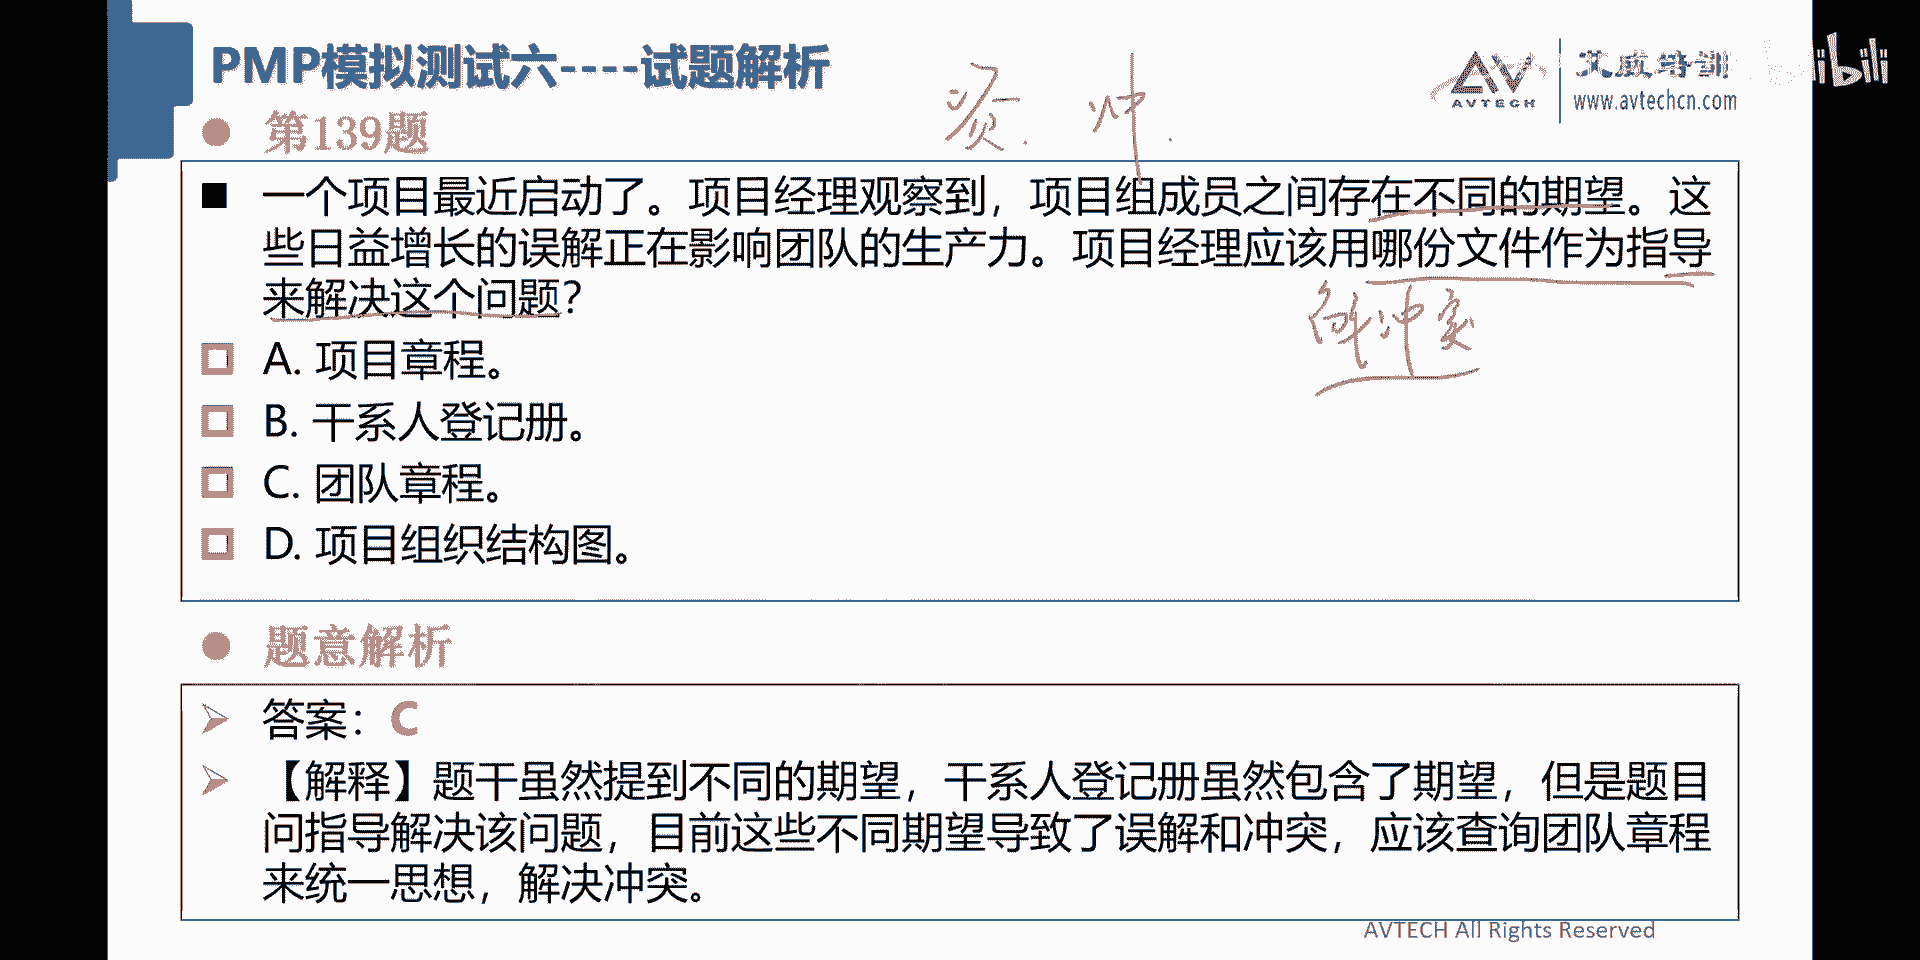 PMP模拟测试六----试题解析
AVTECH
艾威培训
www.avtechcn.com
bilibili
资. 冲.
第139题
一个项目最近启动了。项目经理观察到，项目组成员之间存在不同的期望。这
些日益增长的误解正在影响团队的生产力。项目经理应该用哪份文件作为指导
来解决这个问题？
解冲突
A. 项目章程。
B. 干系人登记册。
C. 团队章程。
D. 项目组织结构图。
题意解析
答案：C
【解释】题干虽然提到不同的期望，干系人登记册虽然包含了期望，但是题目
问指导解决该问题，目前这些不同期望导致了误解和冲突，应该查询团队章程
来统一思想，解决冲突。
AVTECH All Rights Reserved